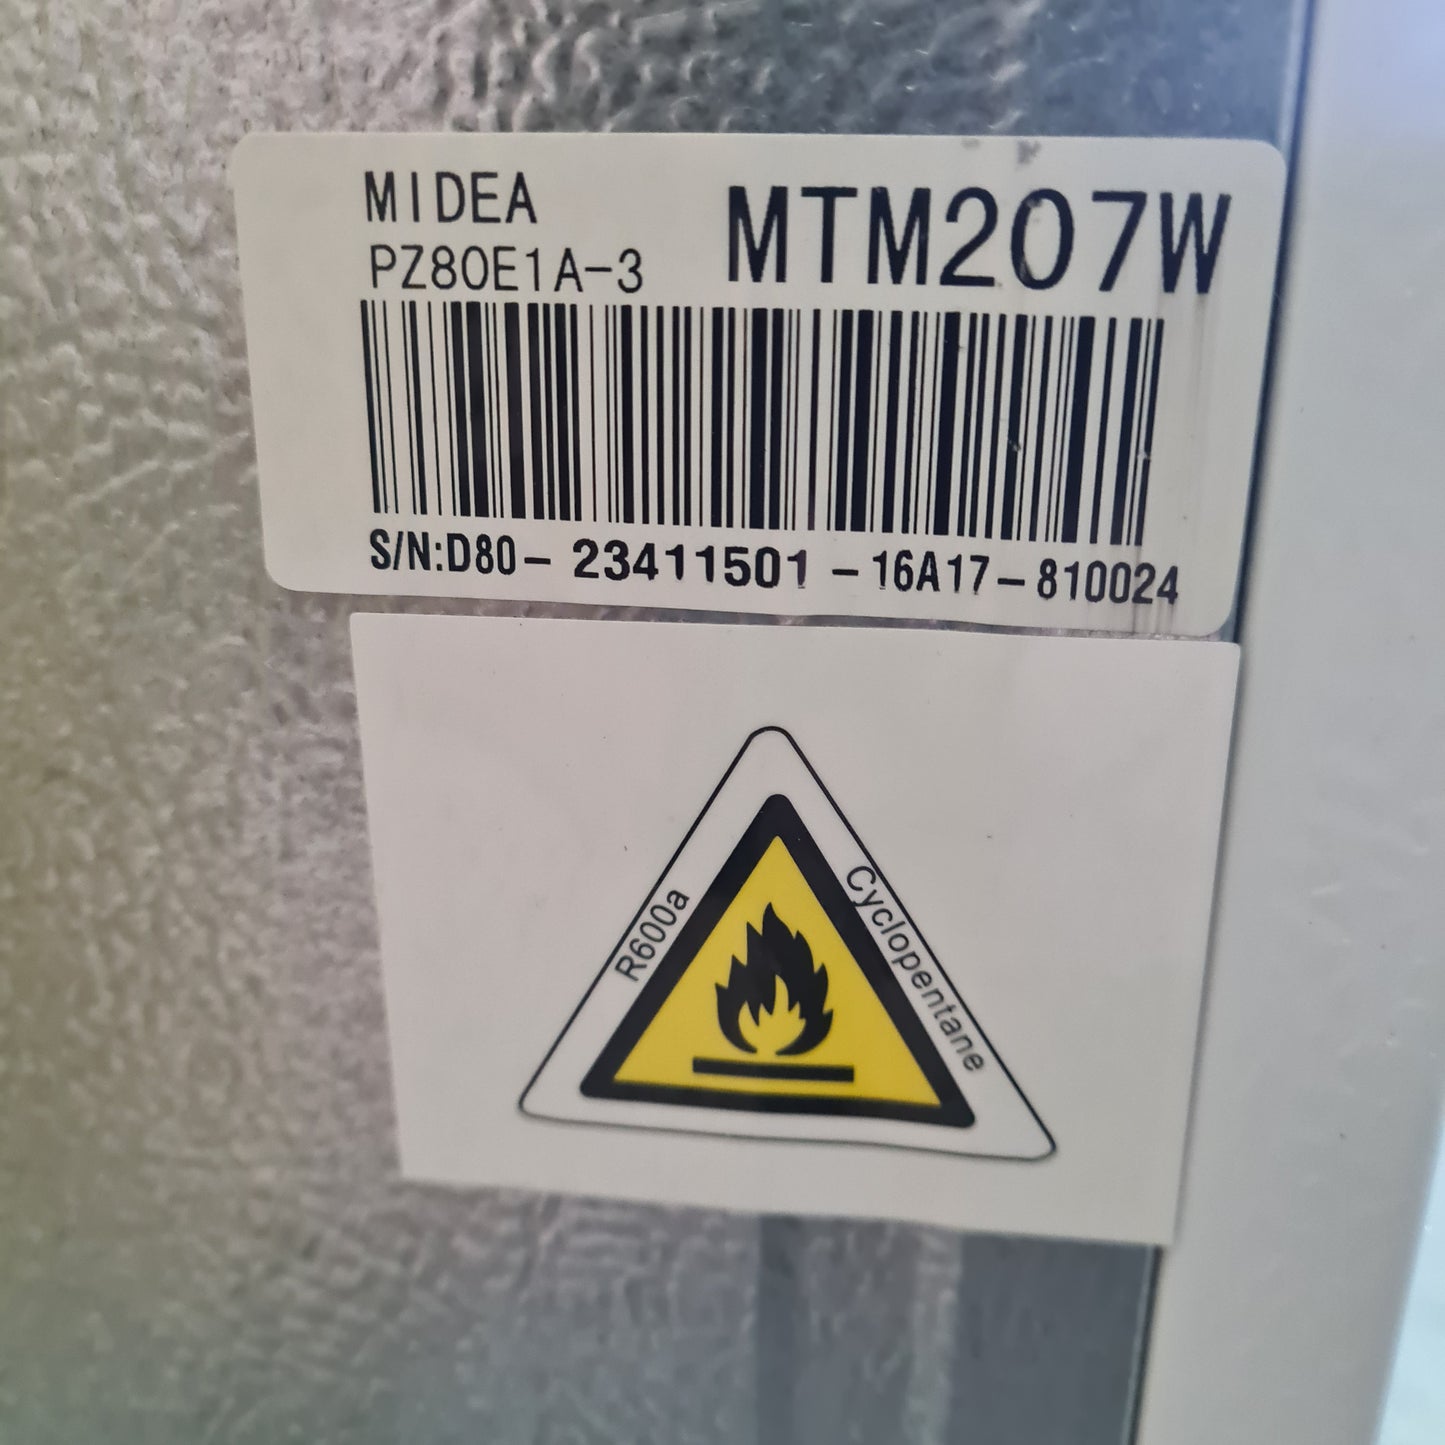 MIDEA
PZ80E1A-3
MTM207W
S/N:D80- 23411501 -16A17-810024
R600a
Cyclopentane